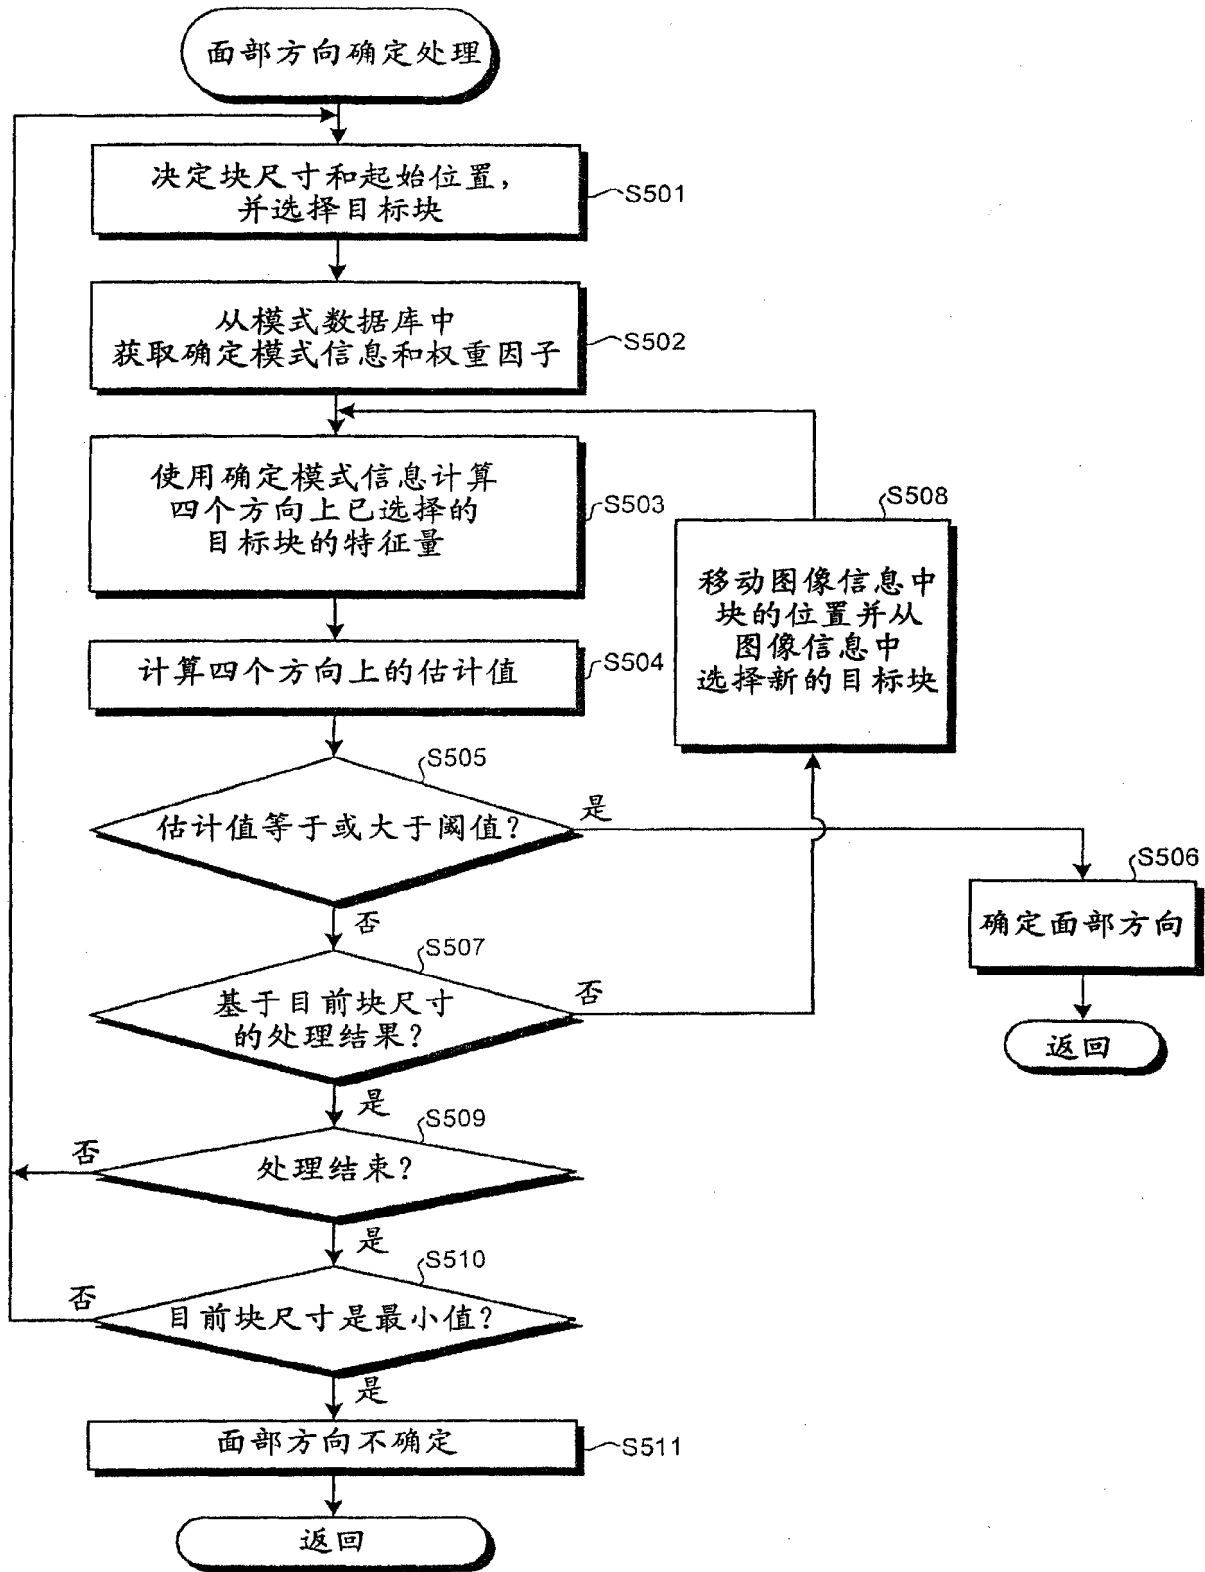 面部方向确定处理
决定块尺寸和起始位置，
并选择目标块
S501
从模式数据库中
获取确定模式信息和权重因子
S502
使用确定模式信息计算
四个方向上已选择的
目标块的特征量
S503
S508
移动图像信息中
块的位置并从
图像信息中
选择新的目标块
计算四个方向上的估计值
S504
S505
估计值等于或大于阈值？
是
否
S506
确定面部方向
返回
S507
基于目前块尺寸
的处理结果？
否
是
S509
处理结束？
否
是
S510
目前块尺寸是最小值？
否
是
面部方向不确定
S511
返回